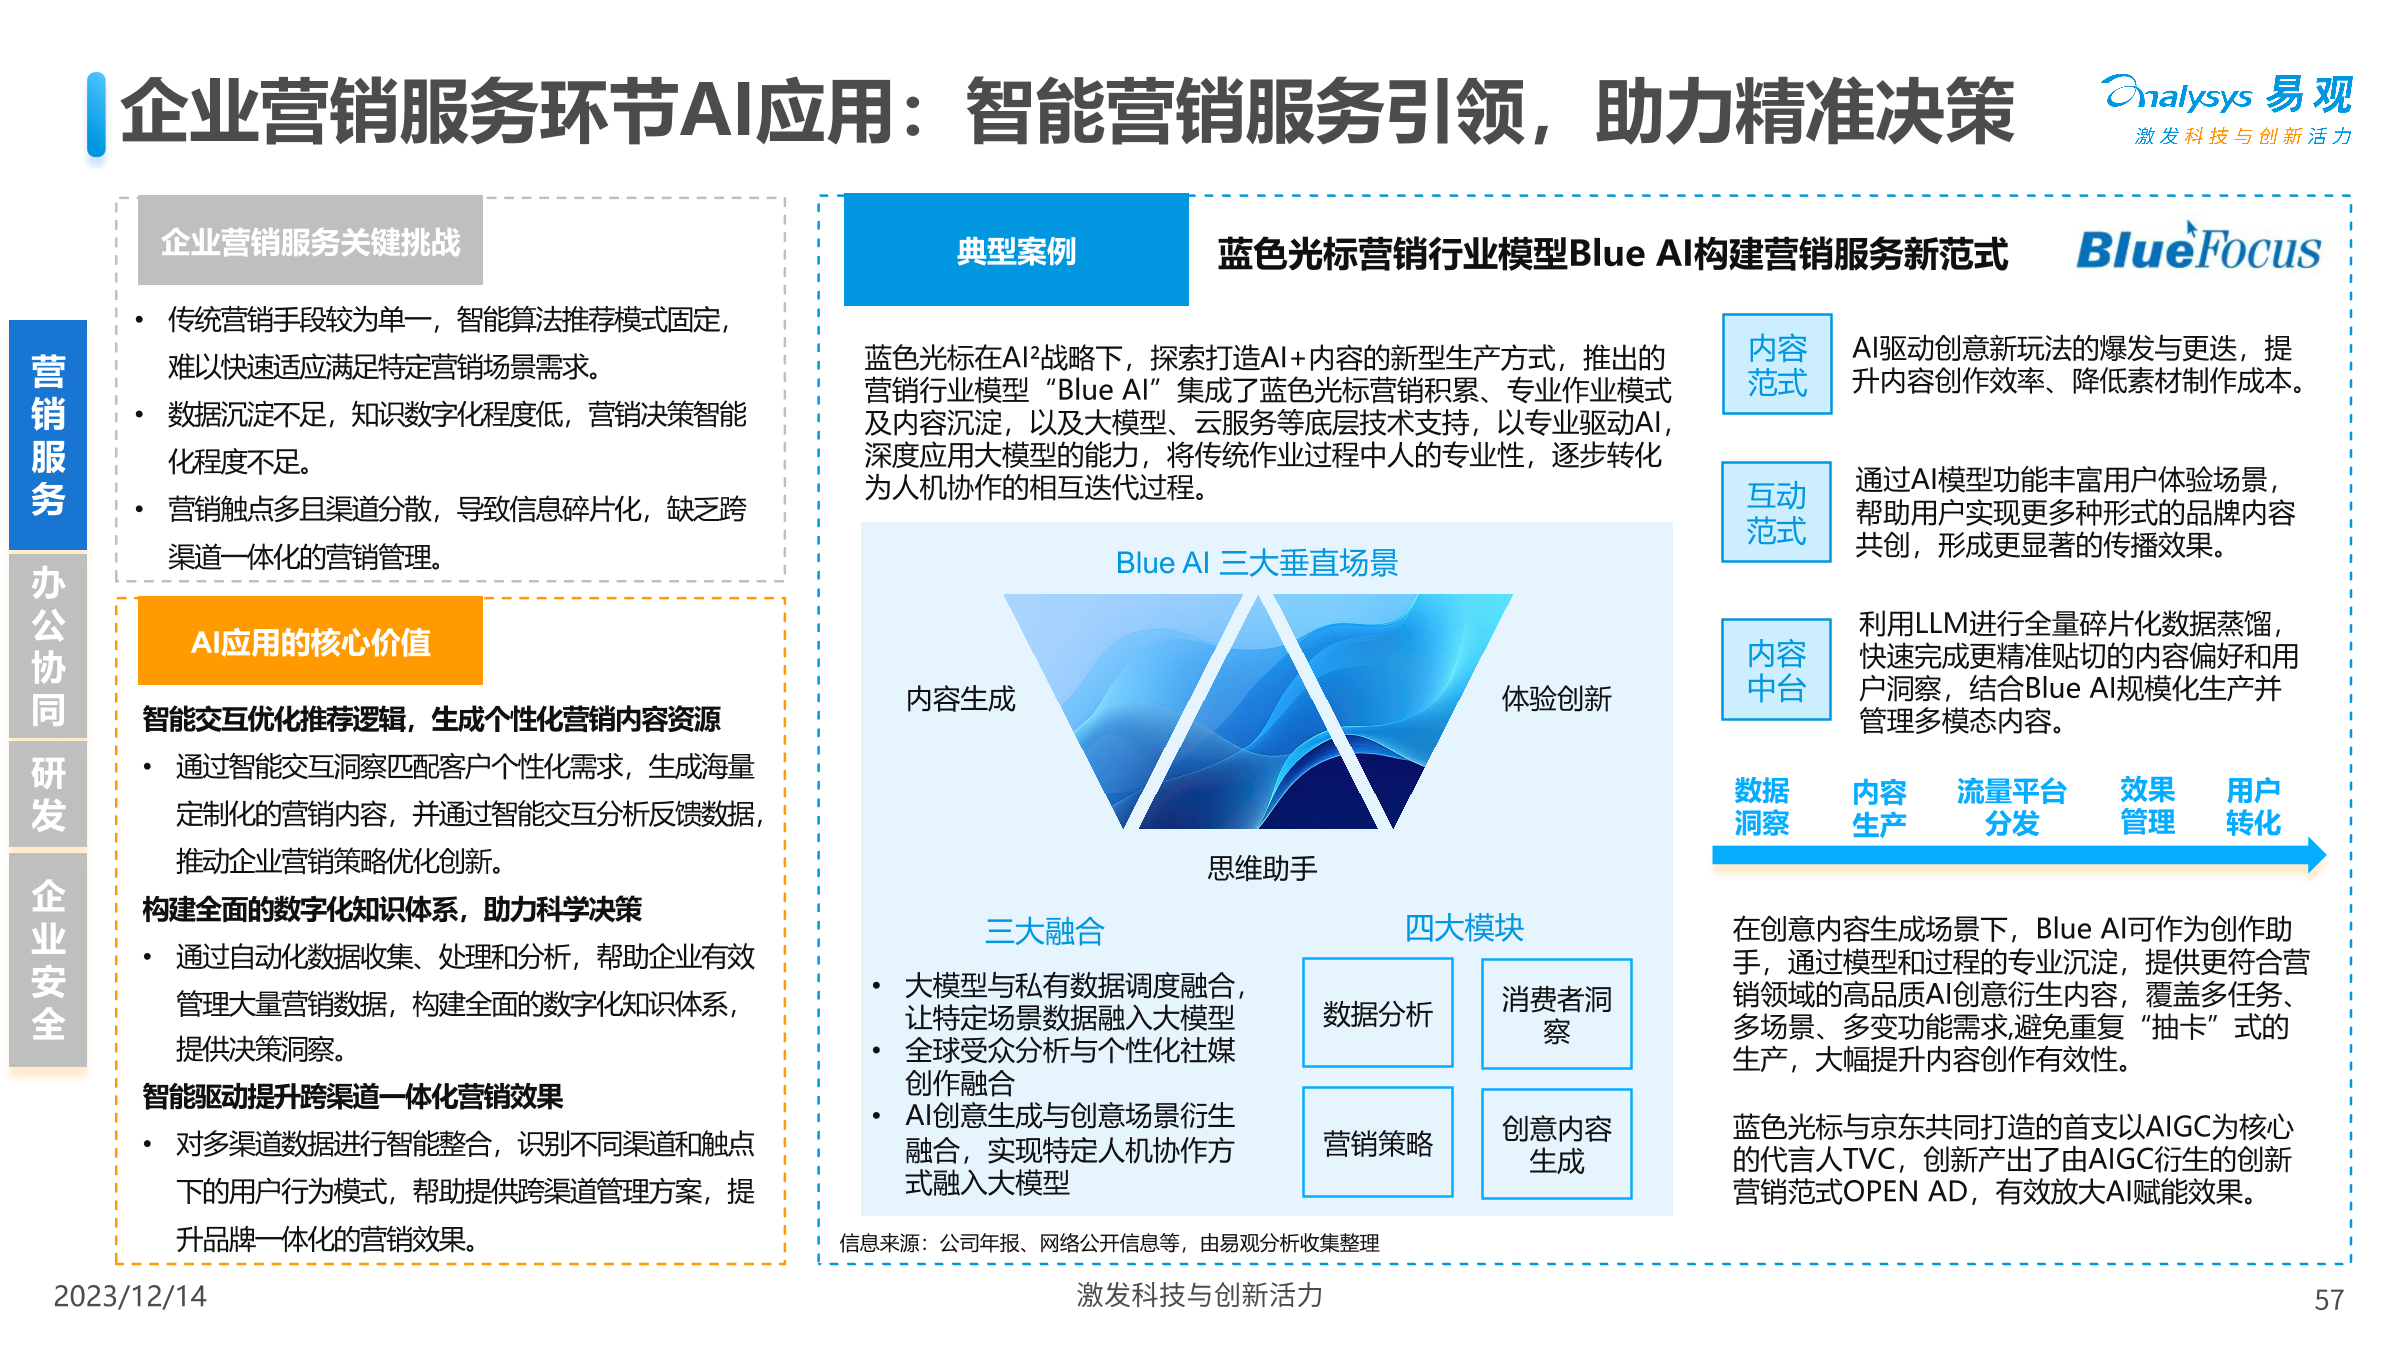 企业营销服务环节AI应用：智能营销服务引领，助力精准决策
analysys 易观
激发科技与创新活力
营销服务
办公协同
研发
企业安全
企业营销服务关键挑战
• 传统营销手段较为单一，智能算法推荐模式固定，
难以快速适应满足特定营销场景需求。
• 数据沉淀不足，知识数字化程度低，营销决策智能
化程度不足。
• 营销触点多且渠道分散，导致信息碎片化，缺乏跨
渠道一体化的营销管理。
AI应用的核心价值
智能交互优化推荐逻辑，生成个性化营销内容资源
• 通过智能交互洞察匹配客户个性化需求，生成海量
定制化的营销内容，并通过智能交互分析反馈数据，
推动企业营销策略优化创新。
构建全面的数字化知识体系，助力科学决策
• 通过自动化数据收集、处理和分析，帮助企业有效
管理大量营销数据，构建全面的数字化知识体系，
提供决策洞察。
智能驱动提升跨渠道一体化营销效果
• 对多渠道数据进行智能整合，识别不同渠道和触点
下的用户行为模式，帮助提供跨渠道管理方案，提
升品牌一体化的营销效果。
典型案例
蓝色光标营销行业模型Blue AI构建营销服务新范式
BlueFocus
蓝色光标在AI²战略下，探索打造AI+内容的新型生产方式，推出的
营销行业模型“Blue AI”集成了蓝色光标营销积累、专业作业模式
及内容沉淀，以及大模型、云服务等底层技术支持，以专业驱动AI，
深度应用大模型的能力，将传统作业过程中人的专业性，逐步转化
为人机协作的相互迭代过程。
Blue AI 三大垂直场景
内容生成
体验创新
思维助手
三大融合
• 大模型与私有数据调度融合，
让特定场景数据融入大模型
• 全球受众分析与个性化社媒
创作融合
• AI创意生成与创意场景衍生
融合，实现特定人机协作方
式融入大模型
四大模块
数据分析
消费者洞
察
营销策略
创意内容
生成
内容
范式
AI驱动创意新玩法的爆发与更迭，提
升内容创作效率、降低素材制作成本。
互动
范式
通过AI模型功能丰富用户体验场景，
帮助用户实现更多种形式的品牌内容
共创，形成更显著的传播效果。
内容
中台
利用LLM进行全量碎片化数据蒸馏，
快速完成更精准贴切的内容偏好和用
户洞察，结合Blue AI规模化生产并
管理多模态内容。
数据
洞察
内容
生产
流量平台
分发
效果
管理
用户
转化
在创意内容生成场景下，Blue AI可作为创作助
手，通过模型和过程的专业沉淀，提供更符合营
销领域的高品质AI创意衍生内容，覆盖多任务、
多场景、多变功能需求,避免重复“抽卡”式的
生产，大幅提升内容创作有效性。
蓝色光标与京东共同打造的首支以AIGC为核心
的代言人TVC，创新产出了由AIGC衍生的创新
营销范式OPEN AD，有效放大AI赋能效果。
信息来源：公司年报、网络公开信息等，由易观分析收集整理
2023/12/14
激发科技与创新活力
57